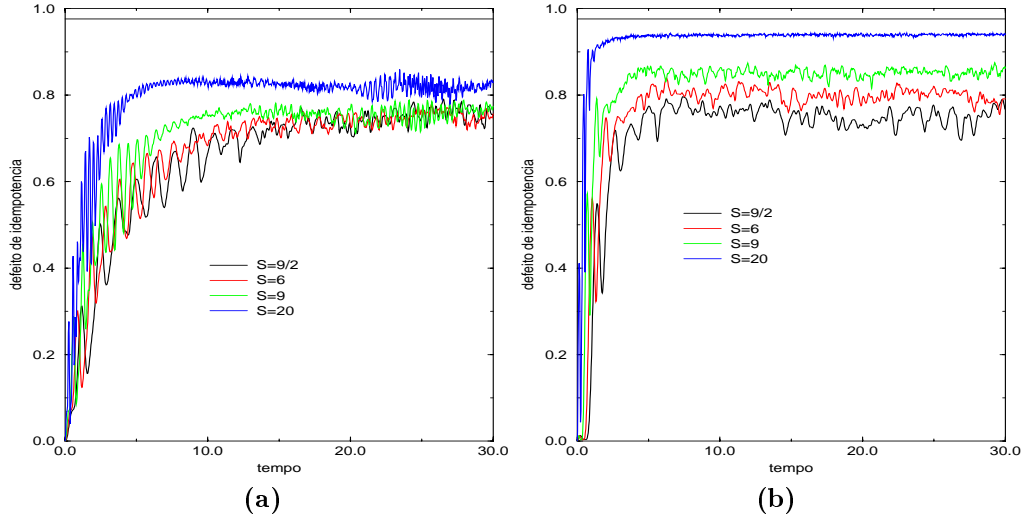 1.0
0.8
0.6
0.4
0.2
0.0
defeito de idempotencia
S=9/2
S=6
S=9
S=20
0.0
10.0
20.0
30.0
tempo
(a)
1.0
0.8
0.6
0.4
0.2
0.0
defeito de idempotencia
S=9/2
S=6
S=9
S=20
0.0
10.0
20.0
30.0
tempo
(b)